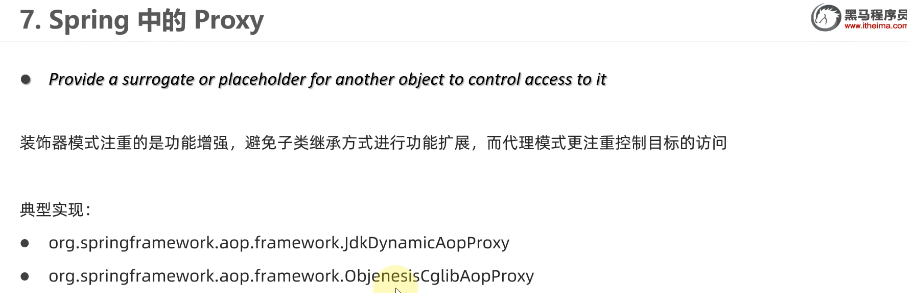 7. Spring 中的 Proxy
黑马程序员
www.itheima.com
Provide a surrogate or placeholder for another object to control access to it
装饰器模式注重的是功能增强，避免子类继承方式进行功能扩展，而代理模式更注重控制目标的访问
典型实现：
org.springframework.aop.framework.JdkDynamicAopProxy
org.springframework.aop.framework.ObjenesisCglibAopProxy